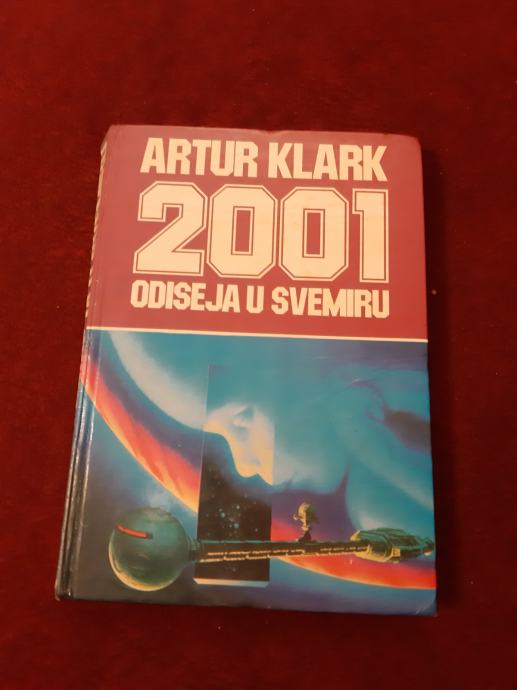 ARTUR KLARK
2001
ODISEJA U SVEMIRU